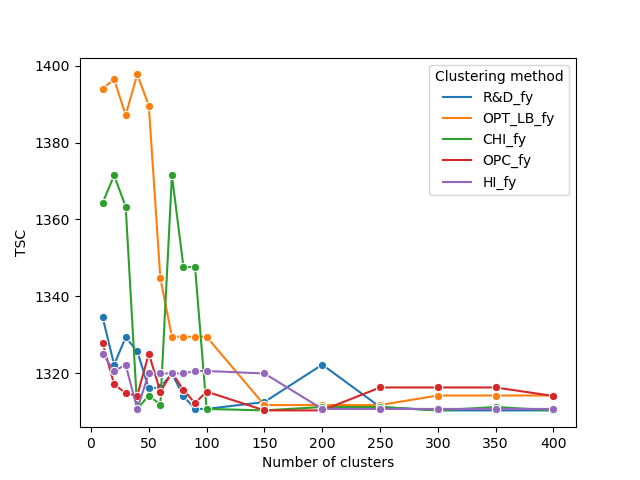 1400
1380
1360
1340
1320
TSC
0
50
100
150
200
250
300
350
400
Number of clusters
Clustering method
R&D_fy
OPT_LB_fy
CHI_fy
OPC_fy
HI_fy